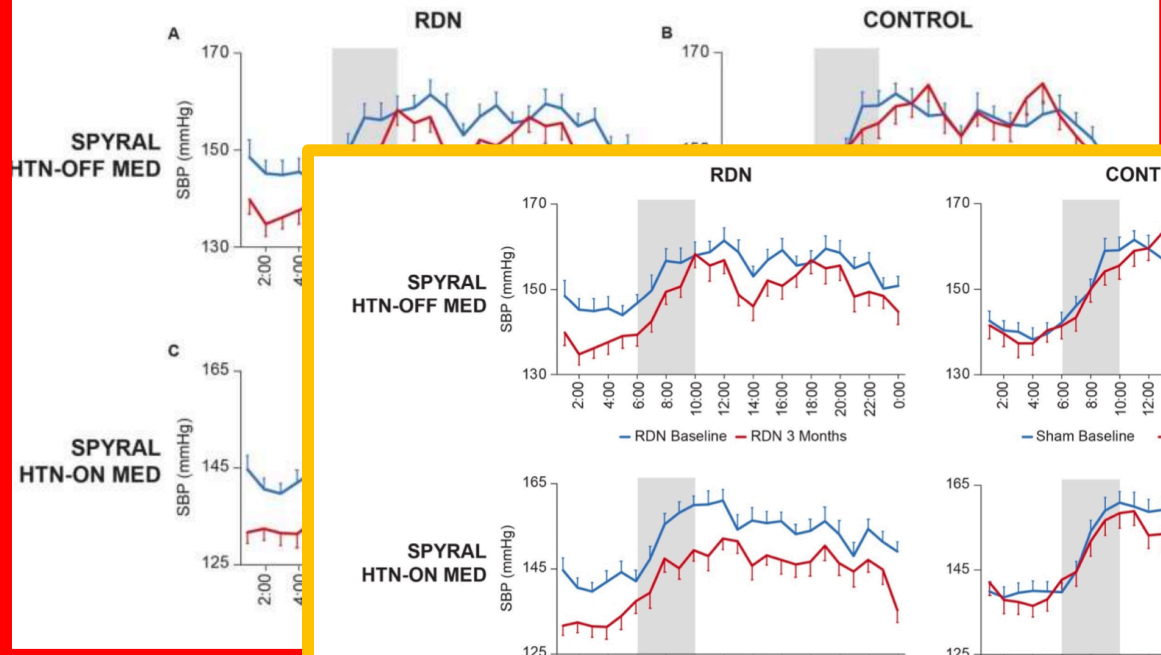 RDN
CONTROL
A
B
170
170
SPYRAL
HTN-OFF MED
SBP (mmHg)
150
130
2:00
C
165
SPYRAL
HTN-ON MED
SBP (mmHg)
145
125
2:00
RDN
CONT
SPYRAL
HTN-OFF MED
SBP (mmHg)
170
150
130
2:00
4:00
6:00
8:00
10:00
12:00
14:00
16:00
18:00
20:00
22:00
0:00
RDN Baseline
RDN 3 Months
170
150
130
2:00
4:00
6:00
8:00
10:00
12:00
Sham Baseline
SPYRAL
HTN-ON MED
SBP (mmHg)
165
145
125
165
145
125